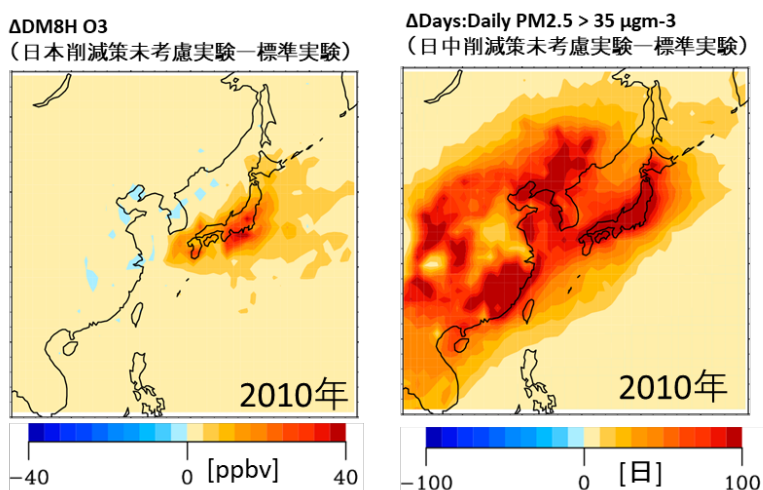 ΔDM8H O3
（日本削減策未考慮実験―標準実験）
2010年
−40 0 [ppbv] 40
ΔDays:Daily PM2.5 > 35 μgm-3
（日中削減策未考慮実験―標準実験）
2010年
−100 0 [日] 100